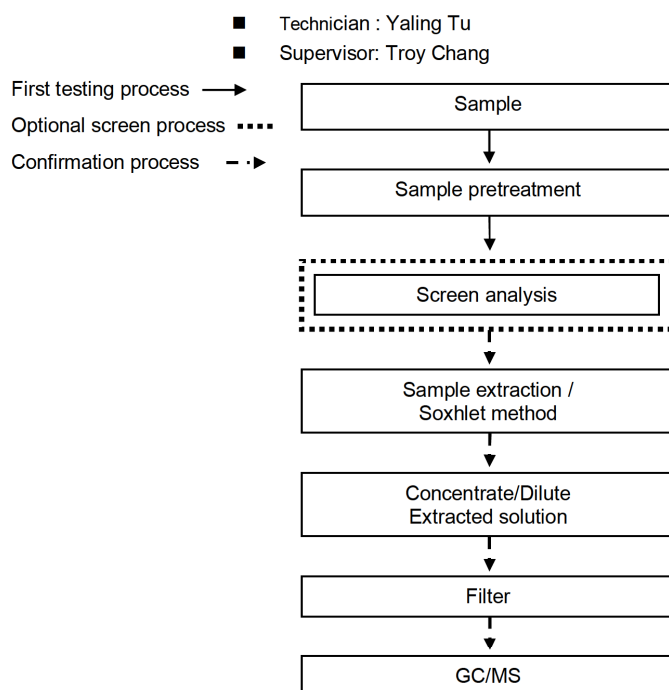 ■ Technician : Yaling Tu
■ Supervisor: Troy Chang
First testing process
Optional screen process
Confirmation process
Sample
Sample pretreatment
Screen analysis
Sample extraction /
Soxhlet method
Concentrate/Dilute
Extracted solution
Filter
GC/MS